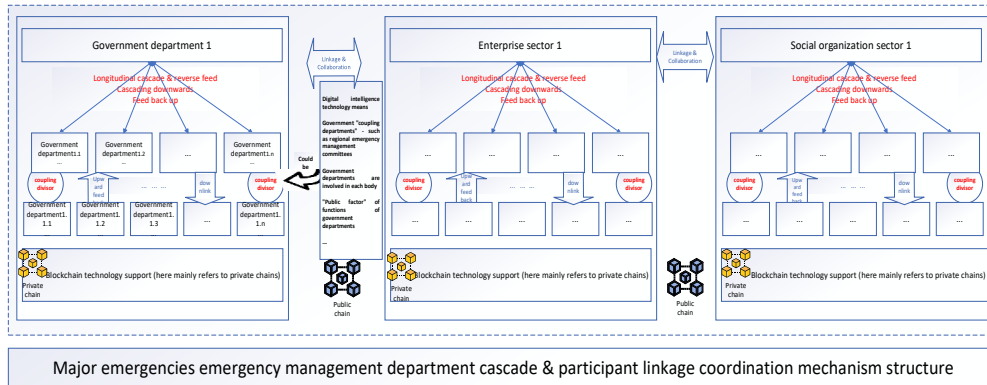 Government department 1
Longitudinal cascade & reverse feed
Cascading downwards
Feed back up
Government
department1.1
...
Government
department1.2
...
Government
department1.n
...
coupling
divisor
Upw
ard
feed
back
... ... ...
dow
nlink
coupling
divisor
Government
department1.
1.1
Government
department1.
1.2
Government
department1.
1.3
...
Government
department1.
1.n
Blockchain technology support (here mainly refers to private chains)
Private
chain
Linkage &
Collaboration
Digital intelligence
technology means
Government "coupling
departments" - such
as regional emergency
management
committees
Government
departments are
involved in each body
"Public factor" of
functions of
government
departments
...
Could
be
Public
chain
Enterprise sector 1
Longitudinal cascade & reverse feed
Cascading downwards
Feed back up
...
...
...
...
coupling
divisor
Upw
ard
feed
back
... ... ...
dow
nlink
coupling
divisor
...
...
...
...
...
Blockchain technology support (here mainly refers to private chains)
Private
chain
Linkage &
Collaboration
Public
chain
Social organization sector 1
Longitudinal cascade & reverse feed
Cascading downwards
Feed back up
...
...
...
...
coupling
divisor
Upw
ard
feed
back
... ... ...
dow
nlink
coupling
divisor
...
...
...
...
...
Blockchain technology support (here mainly refers to private chains)
Private
chain
Major emergencies emergency management department cascade & participant linkage coordination mechanism structure